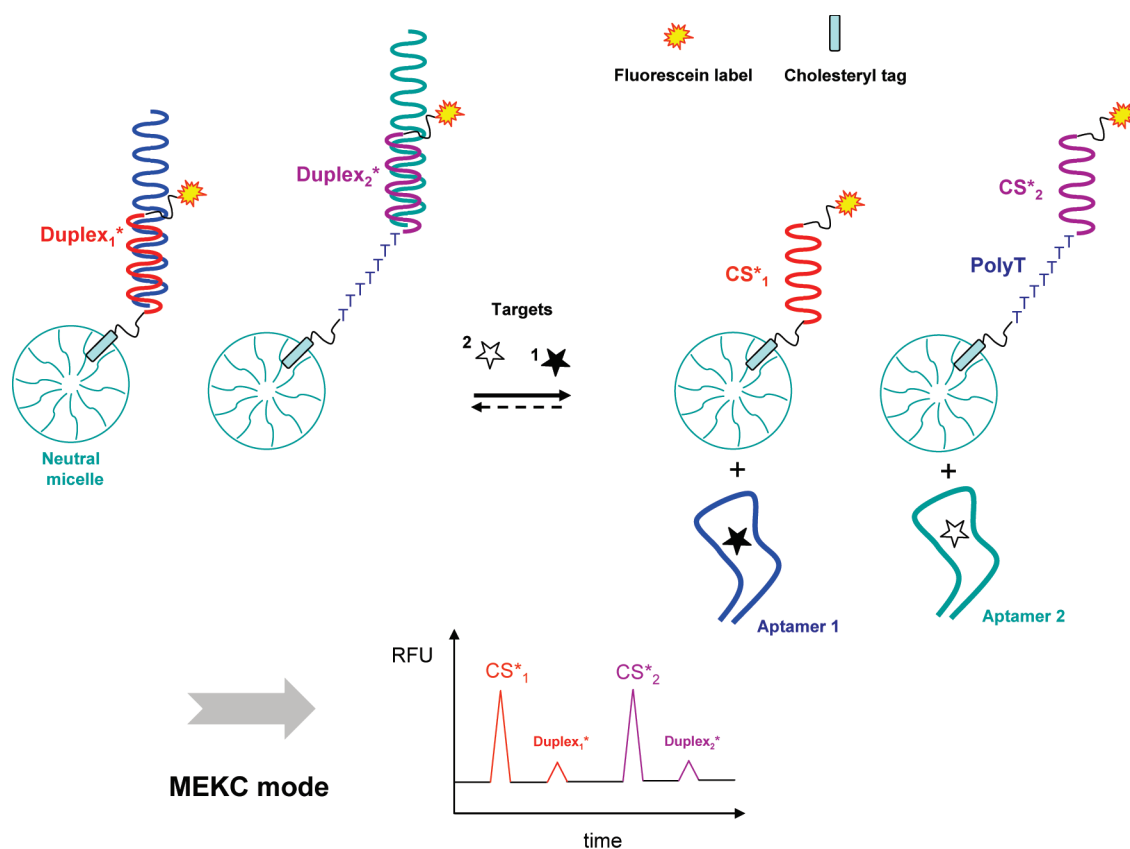 Fluorescein label
Cholesteryl tag
Duplex₁*
Duplex₂*
T T T T T T T
Neutral
micelle
Targets
2
1
CS*₁
CS*₂
PolyT
T T T T T T T
+
+
Aptamer 1
Aptamer 2
MEKC mode
RFU
CS*₁
Duplex₁*
CS*₂
Duplex₂*
time